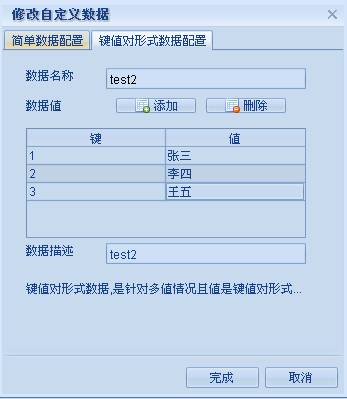 修改自定义数据
简单数据配置 键值对形式数据配置
数据名称 test2
数据值 添加 删除
键 值
1 张三
2 李四
3 王五
数据描述 test2
键值对形式数据,是针对多值情况且值是键值对形式...
完成 取消